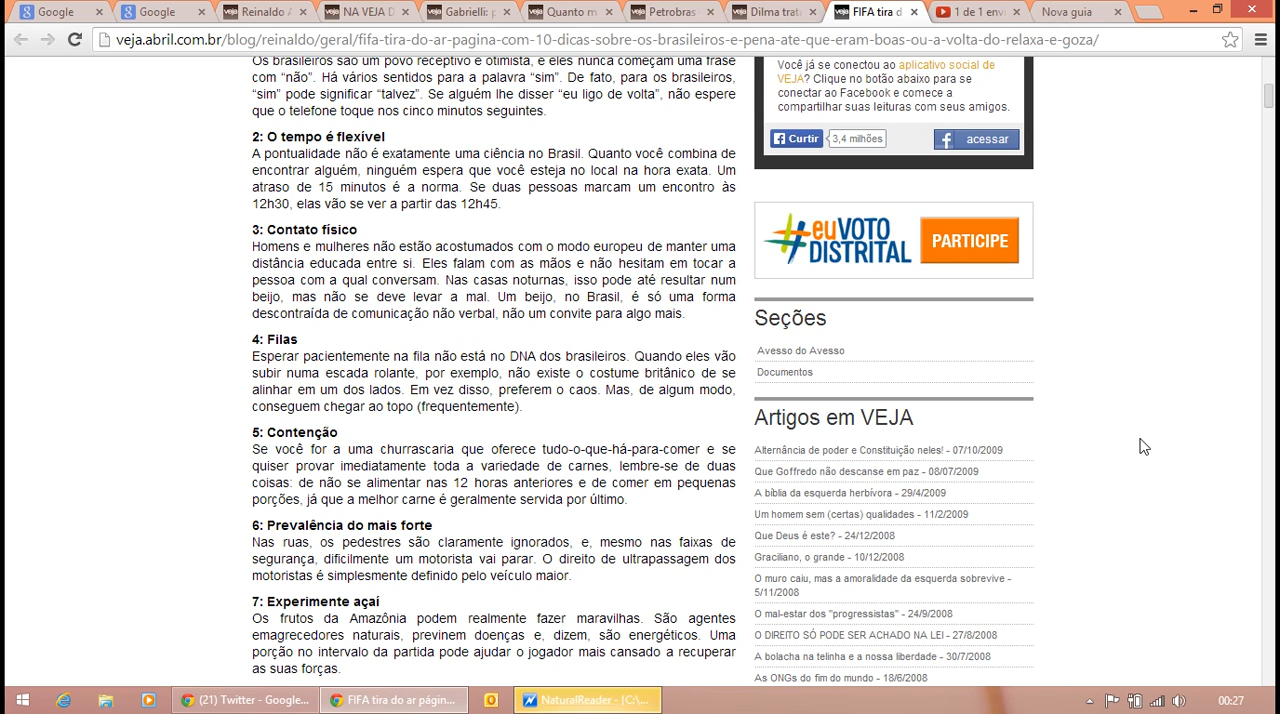 Google
Google
Reinaldo A
NA VEJA D
Gabrielli: p
Quanto m
Petrobras
Dilma trat
FIFA tira d
1 de 1 envi
Nova guia
veja.abril.com.br/blog/reinaldo/geral/fifa-tira-do-ar-pagina-com-10-dicas-sobre-os-brasileiros-e-pena-ate-que-eram-boas-ou-a-volta-do-relaxa-e-goza/
Os brasileiros são um povo receptivo e otimista, e eles nunca começam uma frase
com “não”. Há vários sentidos para a palavra “sim”. De fato, para os brasileiros,
“sim” pode significar “talvez”. Se alguém lhe disser “eu ligo de volta”, não espere
que o telefone toque nos cinco minutos seguintes.
2: O tempo é flexível
A pontualidade não é exatamente uma ciência no Brasil. Quanto você combina de
encontrar alguém, ninguém espera que você esteja no local na hora exata. Um
atraso de 15 minutos é a norma. Se duas pessoas marcam um encontro às
12h30, elas vão se ver a partir das 12h45.
3: Contato físico
Homens e mulheres não estão acostumados com o modo europeu de manter uma
distância educada entre si. Eles falam com as mãos e não hesitam em tocar a
pessoa com a qual conversam. Nas casas noturnas, isso pode até resultar num
beijo, mas não se deve levar a mal. Um beijo, no Brasil, é só uma forma
descontraída de comunicação não verbal, não um convite para algo mais.
4: Filas
Esperar pacientemente na fila não está no DNA dos brasileiros. Quando eles vão
subir numa escada rolante, por exemplo, não existe o costume britânico de se
alinhar em um dos lados. Em vez disso, preferem o caos. Mas, de algum modo,
conseguem chegar ao topo (frequentemente).
5: Contenção
Se você for a uma churrascaria que oferece tudo-o-que-há-para-comer e se
quiser provar imediatamente toda a variedade de carnes, lembre-se de duas
coisas: de não se alimentar nas 12 horas anteriores e de comer em pequenas
porções, já que a melhor carne é geralmente servida por último.
6: Prevalência do mais forte
Nas ruas, os pedestres são claramente ignorados, e, mesmo nas faixas de
segurança, dificilmente um motorista vai parar. O direito de ultrapassagem dos
motoristas é simplesmente definido pelo veículo maior.
7: Experimente açaí
Os frutos da Amazônia podem realmente fazer maravilhas. São agentes
emagrecedores naturais, previnem doenças e, dizem, são energéticos. Uma
porção no intervalo da partida pode ajudar o jogador mais cansado a recuperar
as suas forças.
Você já se conectou ao aplicativo social de
VEJA? Clique no botão abaixo para se
conectar ao Facebook e comece a
compartilhar suas leituras com seus amigos.
Curtir 3,4 milhões acessar
#euVOTO DISTRITAL PARTICIPE
Seções
Avesso do Avesso
Documentos
Artigos em VEJA
Alternância de poder e Constituição neles! - 07/10/2009
Que Goffredo não descanse em paz - 08/07/2009
A bíblia da esquerda herbívora - 29/4/2009
Um homem sem (certas) qualidades - 11/2/2009
Que Deus é este? - 24/12/2008
Graciliano, o grande - 10/12/2008
O muro caiu, mas a amoralidade da esquerda sobrevive -
5/11/2008
O mal-estar dos "progressistas" - 24/9/2008
O DIREITO SÓ PODE SER ACHADO NA LEI - 27/8/2008
A bolacha na telinha e a nossa liberdade - 30/7/2008
As ONGs do fim do mundo - 18/6/2008
(21) Twitter - Google...
FIFA tira do ar págin...
NaturalReader - [C:\...
00:27